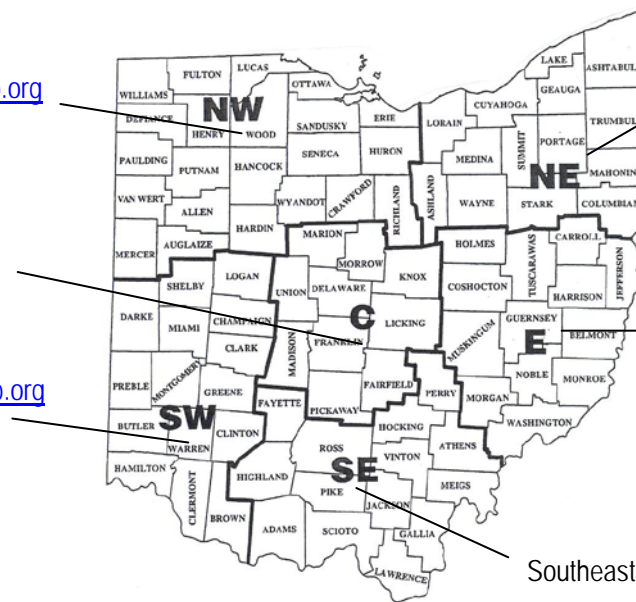 o.org
o.org
Southeast
NW
NE
C
E
SW
SE
WILLIAMS
FULTON
LUCAS
OTTAWA
DEFIANCE
HENRY
WOOD
SANDUSKY
ERIE
PAULDING
PUTNAM
HANCOCK
SENECA
HURON
VAN WERT
ALLEN
WYANDOT
CRAWFORD
RICHLAND
MERCER
AUGLAIZE
HARDIN
LORAIN
CUYAHOGA
LAKE
GEAUGA
ASHTABUL
TRUMBUL
PORTAGE
SUMMIT
MEDINA
MAHONIN
ASHLAND
WAYNE
STARK
COLUMBIAN
MARION
MORROW
KNOX
UNION
DELAWARE
LICKING
MADISON
FRANKLIN
FAIRFIELD
PICKAWAY
FAYETTE
HOLMES
CARROLL
JEFFERSON
TUSCARAWAS
COSHOCTON
HARRISON
GUERNSEY
BELMONT
MUSKINGUM
NOBLE
MONROE
MORGAN
PERRY
WASHINGTON
SHELBY
LOGAN
DARKE
MIAMI
CHAMPAIGN
CLARK
PREBLE
MONTGOMERY
GREENE
BUTLER
WARREN
CLINTON
HAMILTON
CLERMONT
BROWN
HIGHLAND
ROSS
HOCKING
VINTON
ATHENS
PIKE
JACKSON
MEIGS
ADAMS
SCIOTO
GALLIA
LAWRENCE